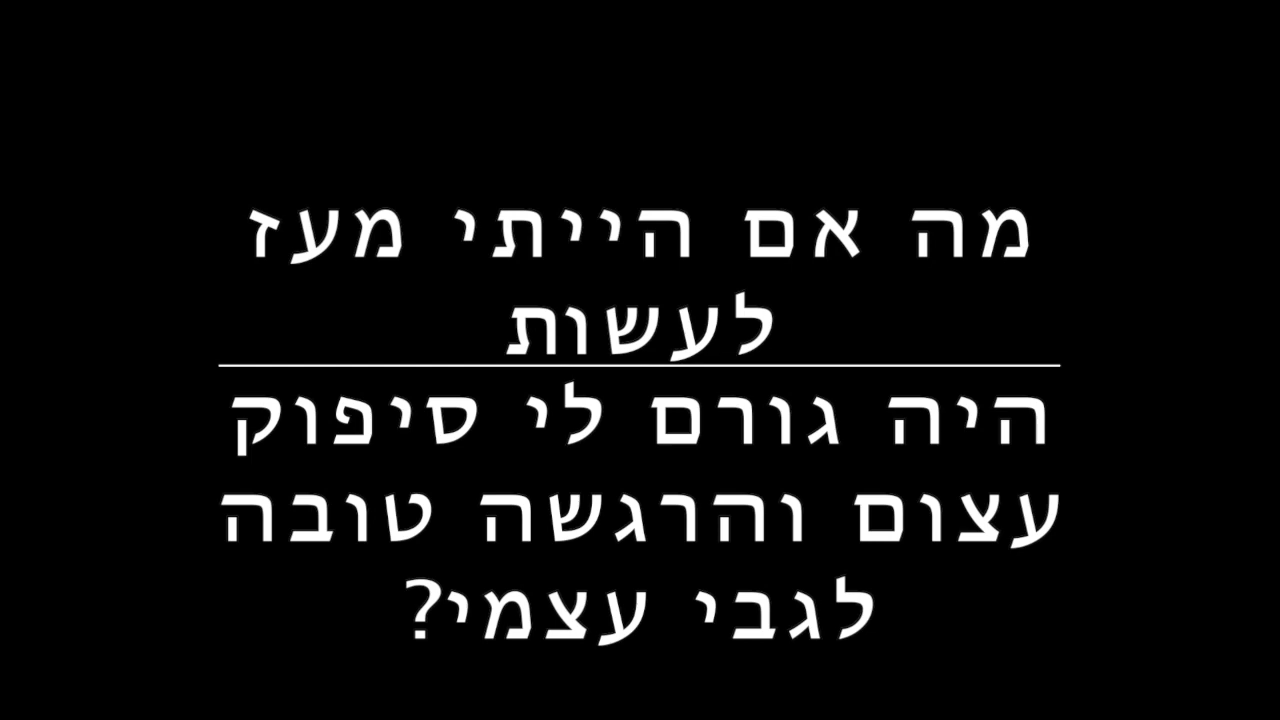 מה אם הייתי מעז
לעשות
היה גורם לי סיפוק
עצום והרגשה טובה
לגבי עצמי?